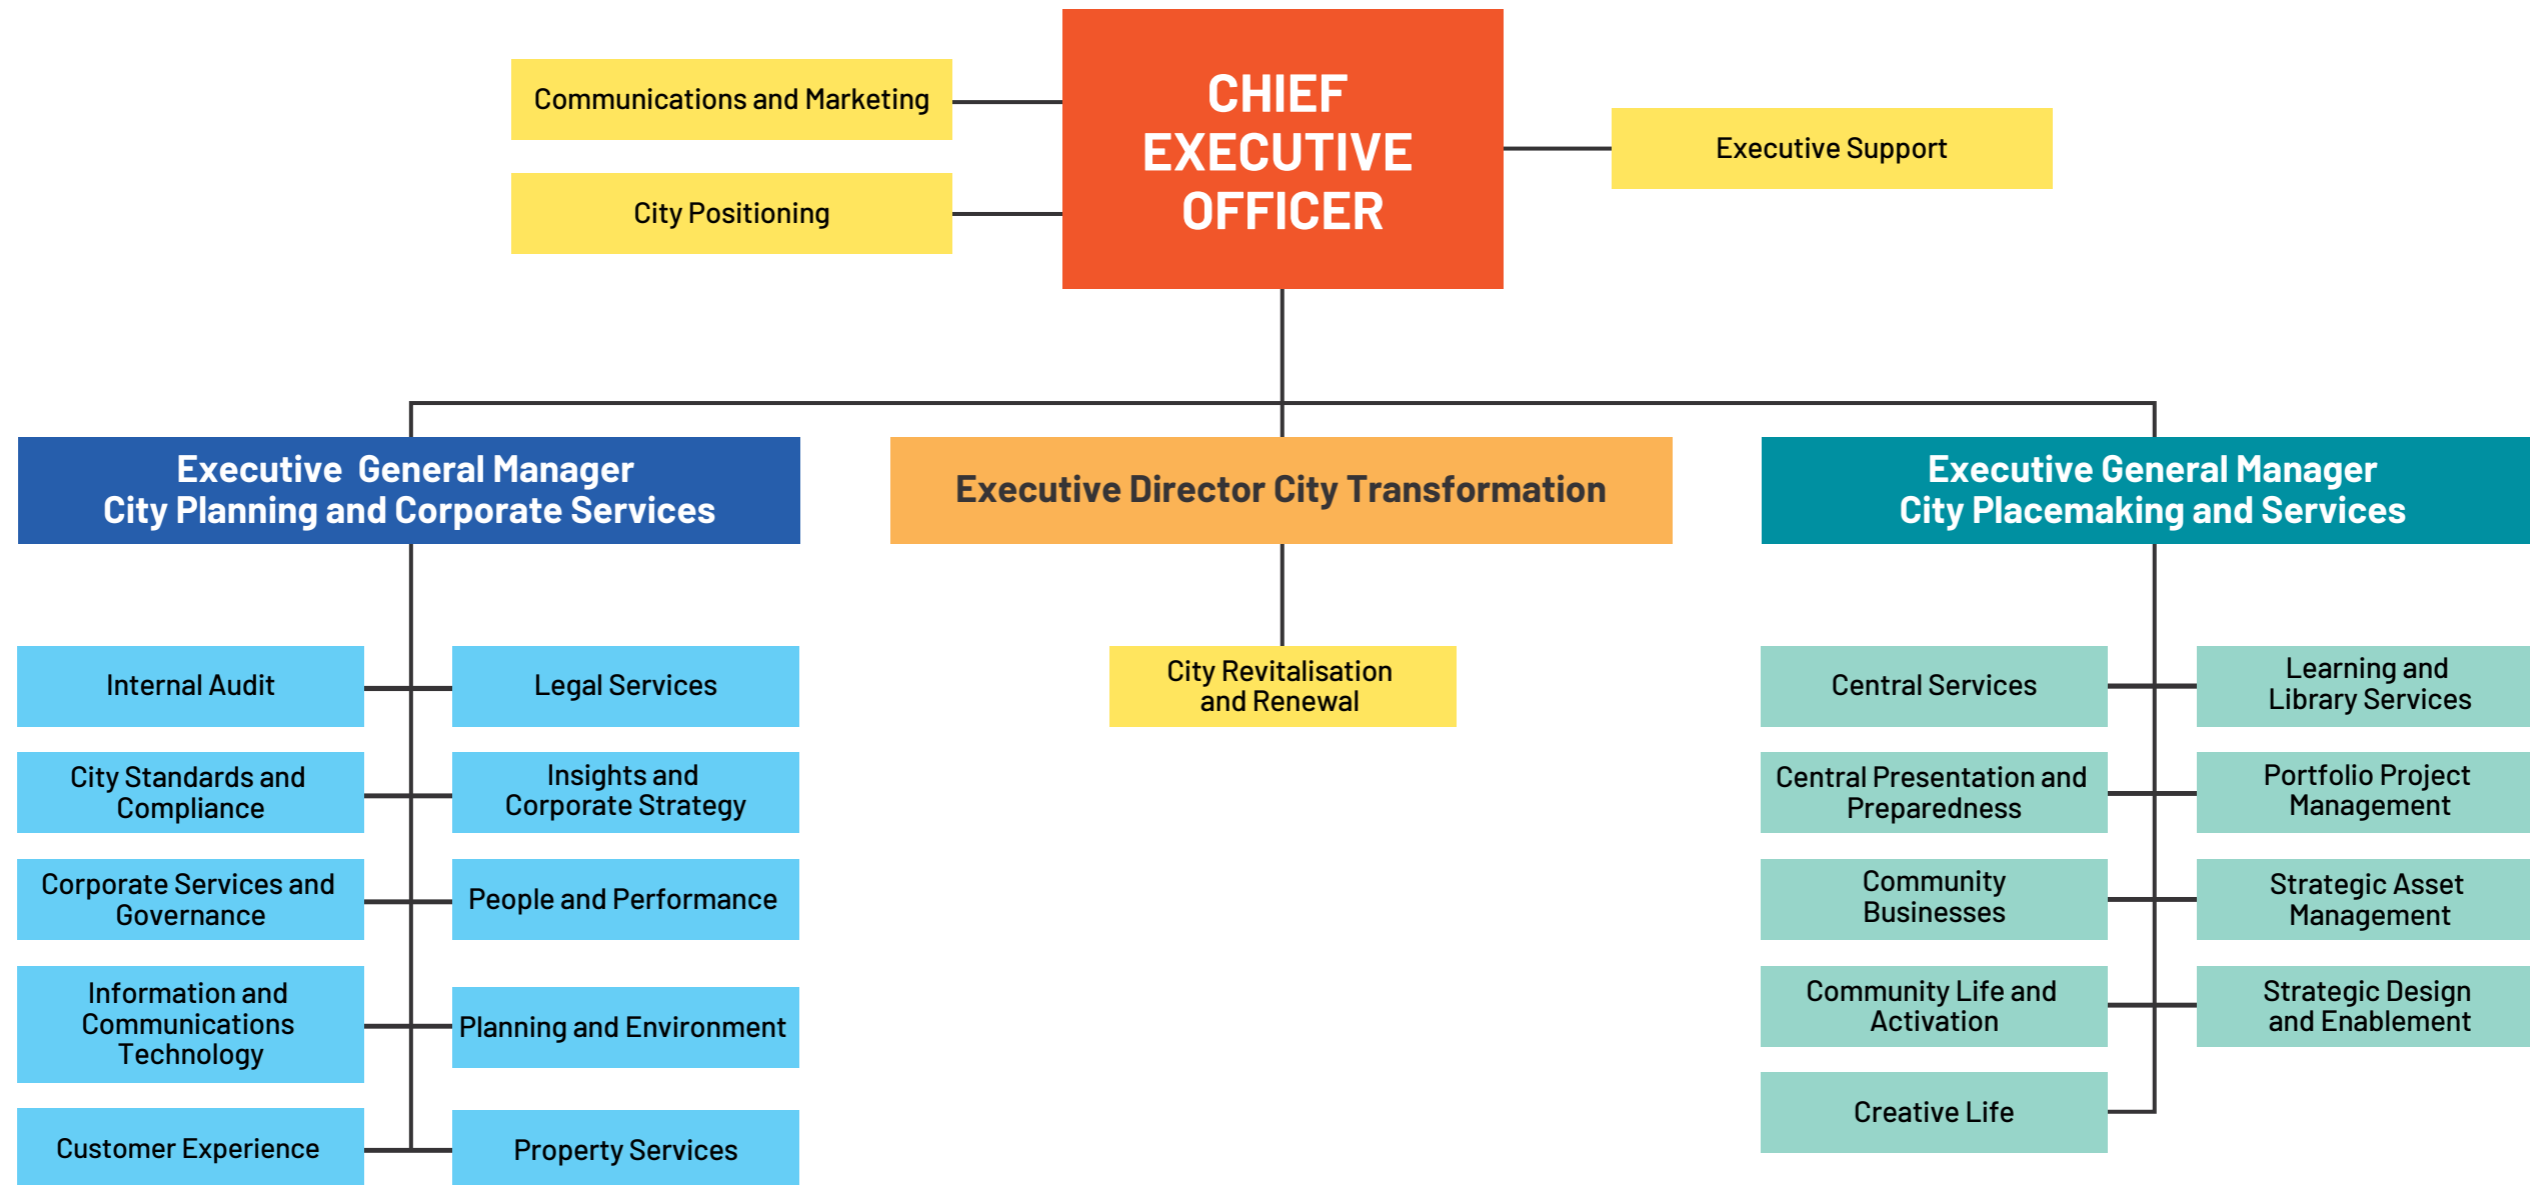 Communications and Marketing
City Positioning
CHIEF
EXECUTIVE
OFFICER
Executive Support
Executive General Manager
City Planning and Corporate Services
Executive Director City Transformation
Executive General Manager
City Placemaking and Services
Internal Audit
Legal Services
City Standards and
Compliance
Insights and
Corporate Strategy
Corporate Services and
Governance
People and Performance
Information and
Communications
Technology
Planning and Environment
Customer Experience
Property Services
City Revitalisation
and Renewal
Central Services
Learning and
Library Services
Central Presentation and
Preparedness
Portfolio Project
Management
Community
Businesses
Strategic Asset
Management
Community Life and
Activation
Strategic Design
and Enablement
Creative Life